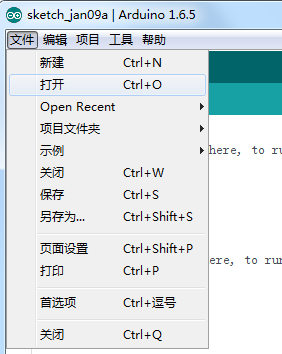 sketch_jan09a | Arduino 1.6.5
文件 编辑 项目 工具 帮助
新建 Ctrl+N
打开 Ctrl+O
Open Recent
项目文件夹
示例
here, to ru
关闭 Ctrl+W
保存 Ctrl+S
另存为... Ctrl+Shift+S
页面设置 Ctrl+Shift+P
ere, to run
打印 Ctrl+P
首选项 Ctrl+逗号
关闭 Ctrl+Q